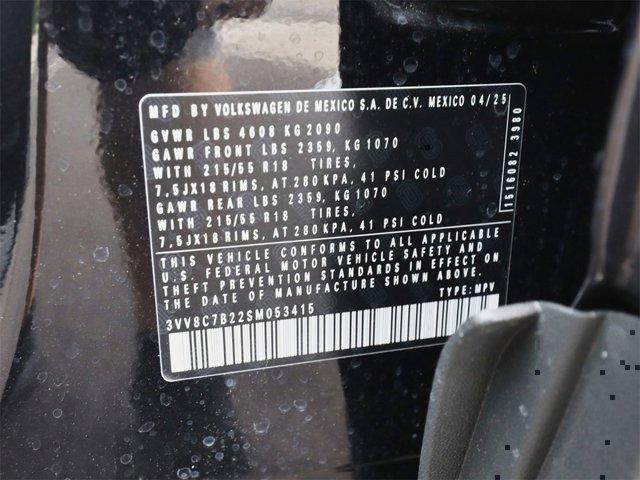 MFD BY VOLKSWAGEN DE MEXICO S.A. DE C.V. MEXICO 04/25
GVWR LBS 4608 KG 2090
GAWR FRONT LBS 2359, KG 1070
WITH 215/55 R18 TIRES,
7,5JX18 RIMS, AT 280 KPA, 41 PSI COLD
GAWR REAR LBS 2359, KG 1070
WITH 215/55 R18 TIRES,
7,5JX18 RIMS, AT 280 KPA, 41 PSI COLD
THIS VEHICLE CONFORMS TO ALL APPLICABLE
U.S. FEDERAL MOTOR VEHICLE SAFETY AND
THEFT PREVENTION STANDARDS IN EFFECT ON
THE DATE OF MANUFACTURE SHOWN ABOVE.
3VV8C7B22SM053415 TYPE: MPV
1516082 3980